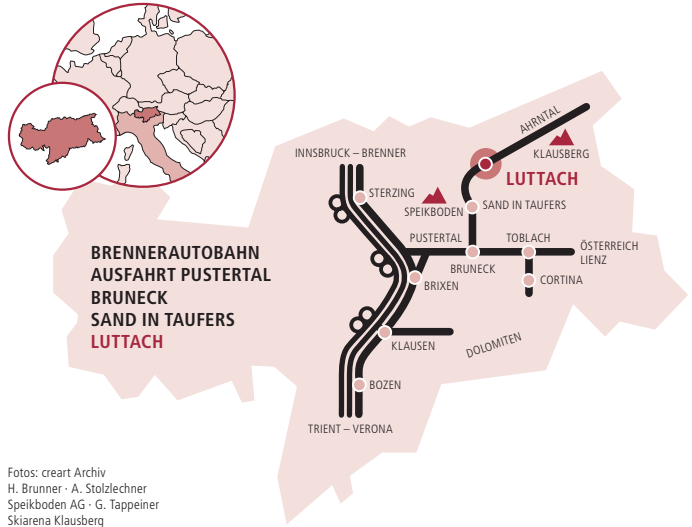 AHRNTAL
KLAUSBERG
INNSBRUCK – BRENNER
LUTTACH
STERZING
SPEIKBODEN
SAND IN TAUFERS
PUSTERTAL
TOBLACH
ÖSTERREICH
LIENZ
BRUNECK
BRIXEN
CORTINA
BRENNERAUTOBAHN
AUSFAHRT PUSTERTAL
BRUNECK
SAND IN TAUFERS
LUTTACH
KLAUSEN
DOLOMITEN
BOZEN
TRIENT – VERONA
Fotos: creart Archiv
H. Brunner · A. Stolzlechner
Speikboden AG · G. Tappeiner
Skiarena Klausberg